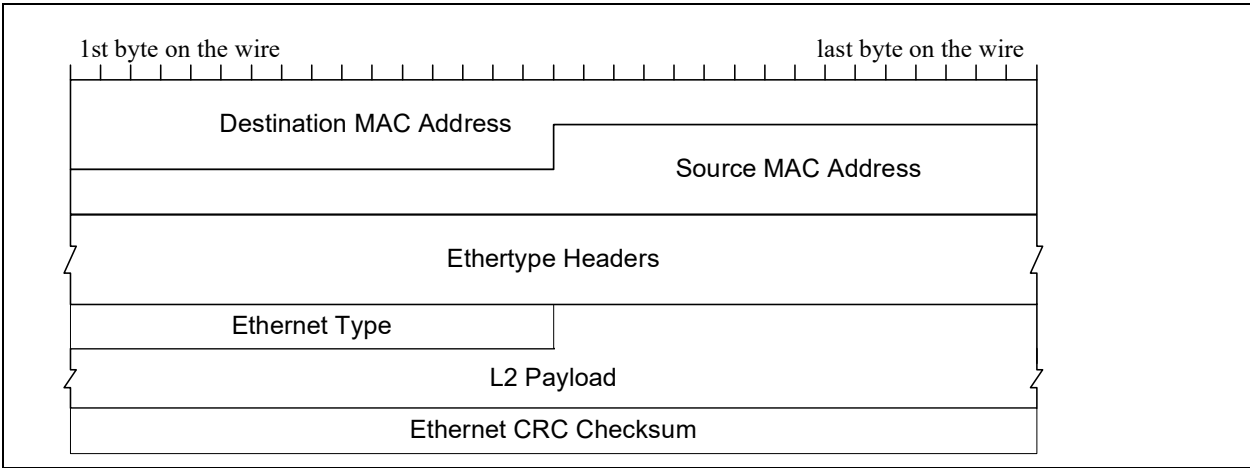 1st byte on the wire last byte on the wire
Destination MAC Address
Source MAC Address
Ethertype Headers
Ethernet Type
L2 Payload
Ethernet CRC Checksum